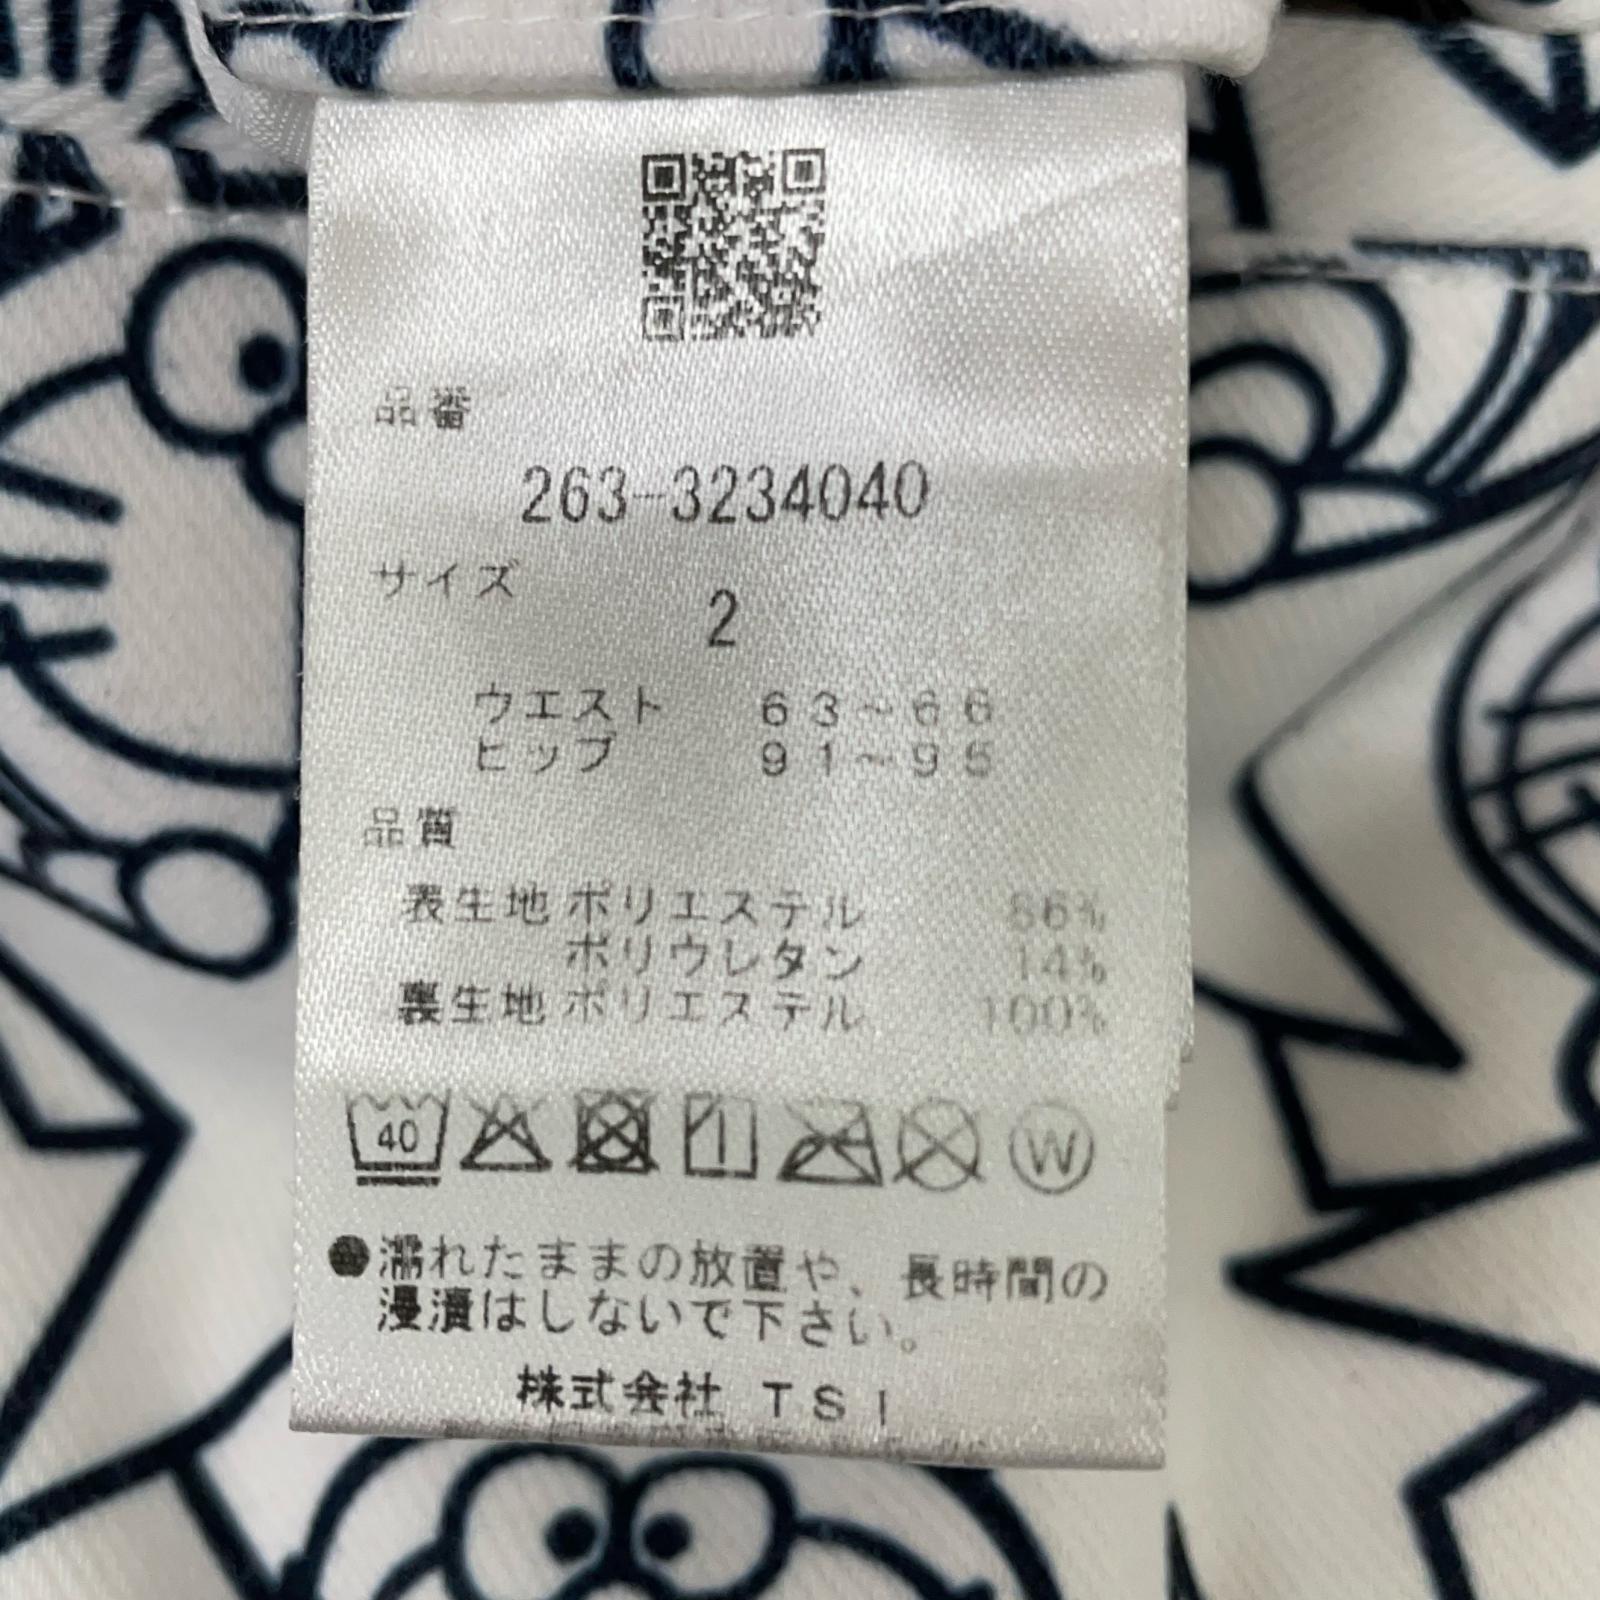 品番
263-3234040
サイズ
2
ウエスト 63~66
ヒップ 91~95
品質
表生地 ポリエステル 86%
ポリウレタン 14%
裏生地 ポリエステル 100%
40
W
●濡れたままの放置や、長時間の
浸漬はしないで下さい。
株式会社 TSI